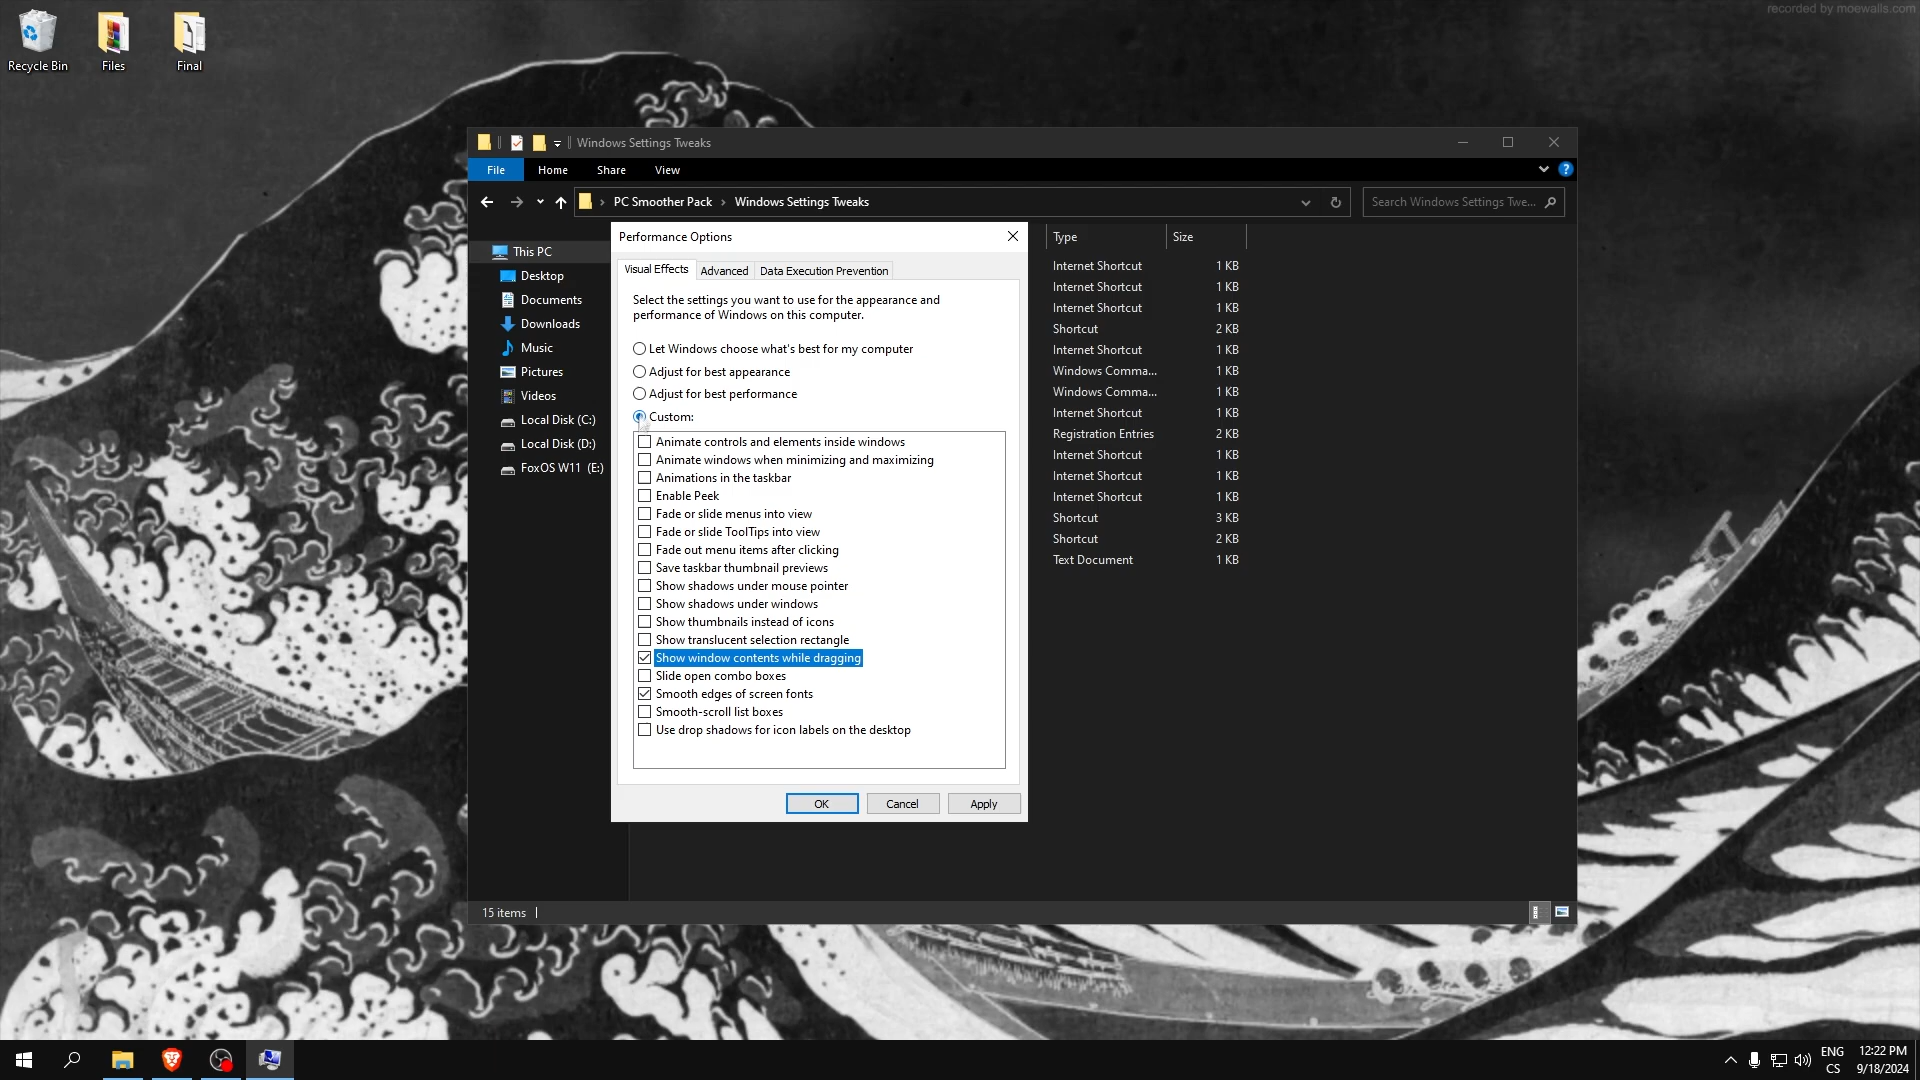 recorded by moewalls.com
Recycle Bin
Files
Final
Windows Settings Tweaks
File
Home
Share
View
PC Smoother Pack
Windows Settings Tweaks
Search Windows Settings Twe...
This PC
Desktop
Documents
Downloads
Music
Pictures
Videos
Local Disk (C:)
Local Disk (D:)
FoxOS W11 (E:)
Performance Options
Visual Effects
Advanced
Data Execution Prevention
Select the settings you want to use for the appearance and
performance of Windows on this computer.
Let Windows choose what's best for my computer
Adjust for best appearance
Adjust for best performance
Custom:
Animate controls and elements inside windows
Animate windows when minimizing and maximizing
Animations in the taskbar
Enable Peek
Fade or slide menus into view
Fade or slide ToolTips into view
Fade out menu items after clicking
Save taskbar thumbnail previews
Show shadows under mouse pointer
Show shadows under windows
Show thumbnails instead of icons
Show translucent selection rectangle
Show window contents while dragging
Slide open combo boxes
Smooth edges of screen fonts
Smooth-scroll list boxes
Use drop shadows for icon labels on the desktop
OK
Cancel
Apply
Type Size
Internet Shortcut 1 KB
Internet Shortcut 1 KB
Internet Shortcut 1 KB
Shortcut 2 KB
Internet Shortcut 1 KB
Windows Comma... 1 KB
Windows Comma... 1 KB
Internet Shortcut 1 KB
Registration Entries 2 KB
Internet Shortcut 1 KB
Internet Shortcut 1 KB
Internet Shortcut 1 KB
Shortcut 3 KB
Shortcut 2 KB
Text Document 1 KB
15 items
ENG
CS
12:22 PM
9/18/2024